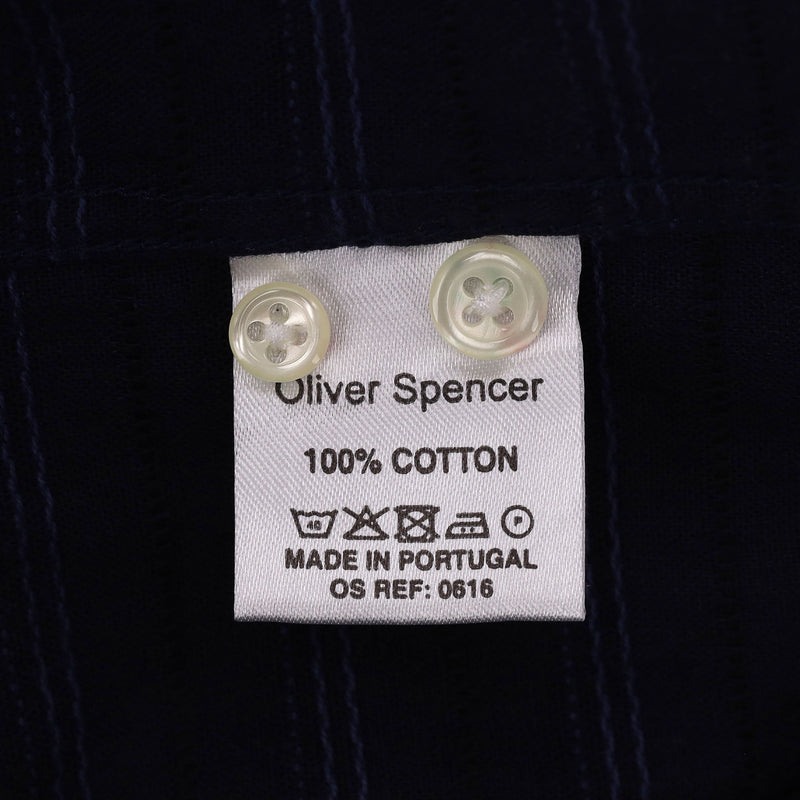 Oliver Spencer
100% COTTON
40 P
MADE IN PORTUGAL
OS REF: 0616